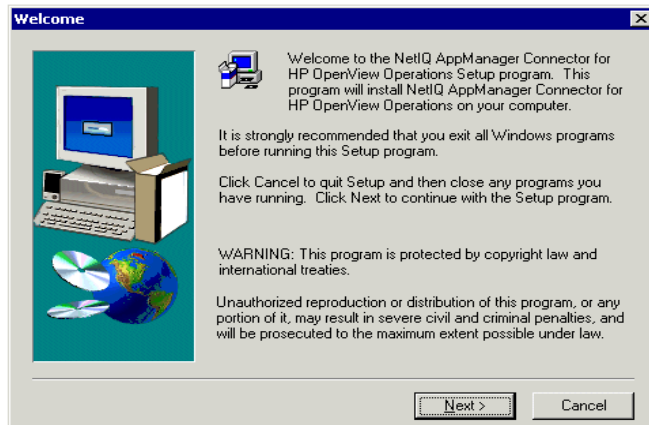 Welcome
Welcome to the NetIQ AppManager Connector for
HP OpenView Operations Setup program. This
program will install NetIQ AppManager Connector for
HP OpenView Operations on your computer.
It is strongly recommended that you exit all Windows programs
before running this Setup program.
Click Cancel to quit Setup and then close any programs you
have running. Click Next to continue with the Setup program.
WARNING: This program is protected by copyright law and
international treaties.
Unauthorized reproduction or distribution of this program, or any
portion of it, may result in severe civil and criminal penalties, and
will be prosecuted to the maximum extent possible under law.
Next >
Cancel